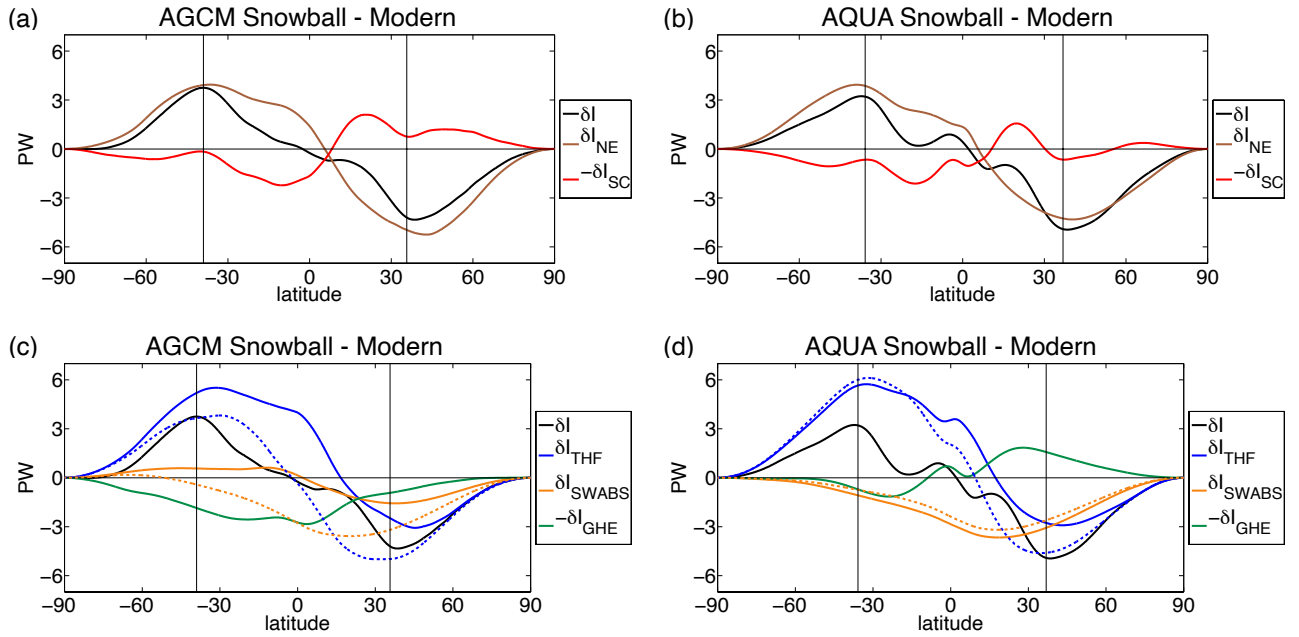 (a)
AGCM Snowball - Modern
PW
6
3
0
−3
−6
−90
−60
−30
0
30
60
90
latitude
δI
δI_NE
−δI_SC
(b)
AQUA Snowball - Modern
PW
6
3
0
−3
−6
−90
−60
−30
0
30
60
90
latitude
δI
δI_NE
−δI_SC
(c)
AGCM Snowball - Modern
PW
6
3
0
−3
−6
−90
−60
−30
0
30
60
90
latitude
δI
δI_THF
δI_SWABS
−δI_GHE
(d)
AQUA Snowball - Modern
PW
6
3
0
−3
−6
−90
−60
−30
0
30
60
90
latitude
δI
δI_THF
δI_SWABS
−δI_GHE